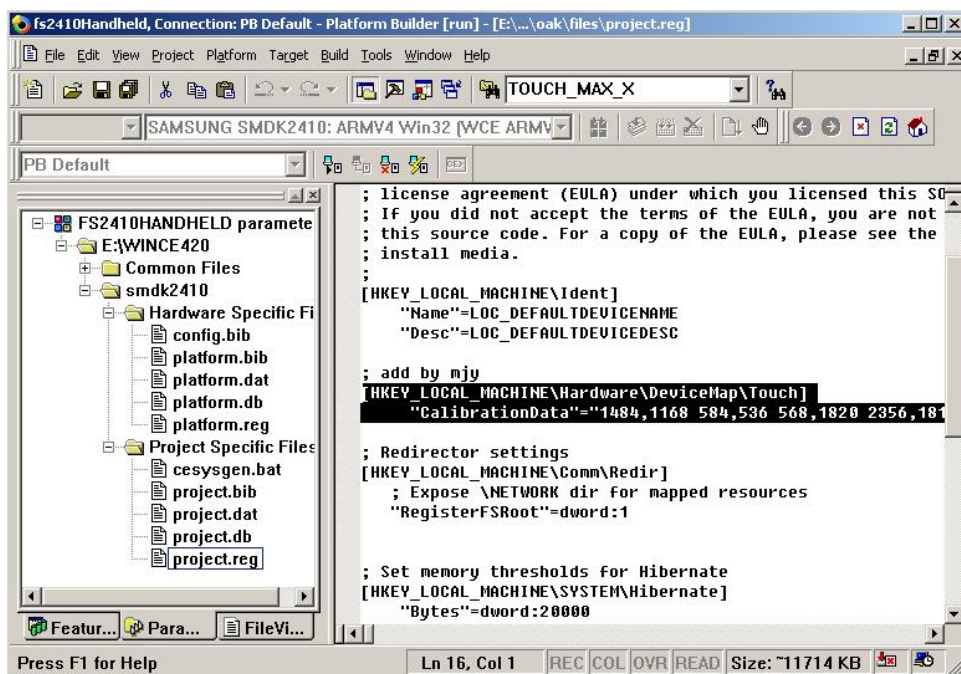 fs2410Handheld, Connection: PB Default - Platform Builder [run] - [E:\...\oak\files\project.reg]
File Edit View Project Platform Target Build Tools Window Help
TOUCH_MAX_X
SAMSUNG SMDK2410: ARMV4 Win32 (WCE ARMV
PB Default
FS2410HANDHELD paramete
E:\WINCE420
Common Files
smdk2410
Hardware Specific Fi
config.bib
platform.bib
platform.dat
platform.db
platform.reg
Project Specific Files
cesysgen.bat
project.bib
project.dat
project.db
project.reg
Featur... Para... FileVi...
; license agreement (EULA) under which you licensed this SO
; If you did not accept the terms of the EULA, you are not
; this source code. For a copy of the EULA, please see the
; install media.
;
[HKEY_LOCAL_MACHINE\Ident]
"Name"=LOC_DEFAULTDEVICENAME
"Desc"=LOC_DEFAULTDEVICEDESC
; add by mjy
[HKEY_LOCAL_MACHINE\Hardware\DeviceMap\Touch]
"CalibrationData"="1484,1168 584,536 568,1820 2356,181
; Redirector settings
[HKEY_LOCAL_MACHINE\Comm\Redir]
; Expose \NETWORK dir for mapped resources
"RegisterFSRoot"=dword:1
; Set memory thresholds for Hibernate
[HKEY_LOCAL_MACHINE\SYSTEM\Hibernate]
"Bytes"=dword:20000
Press F1 for Help Ln 16, Col 1 REC COL OVR READ Size: ~11714 KB